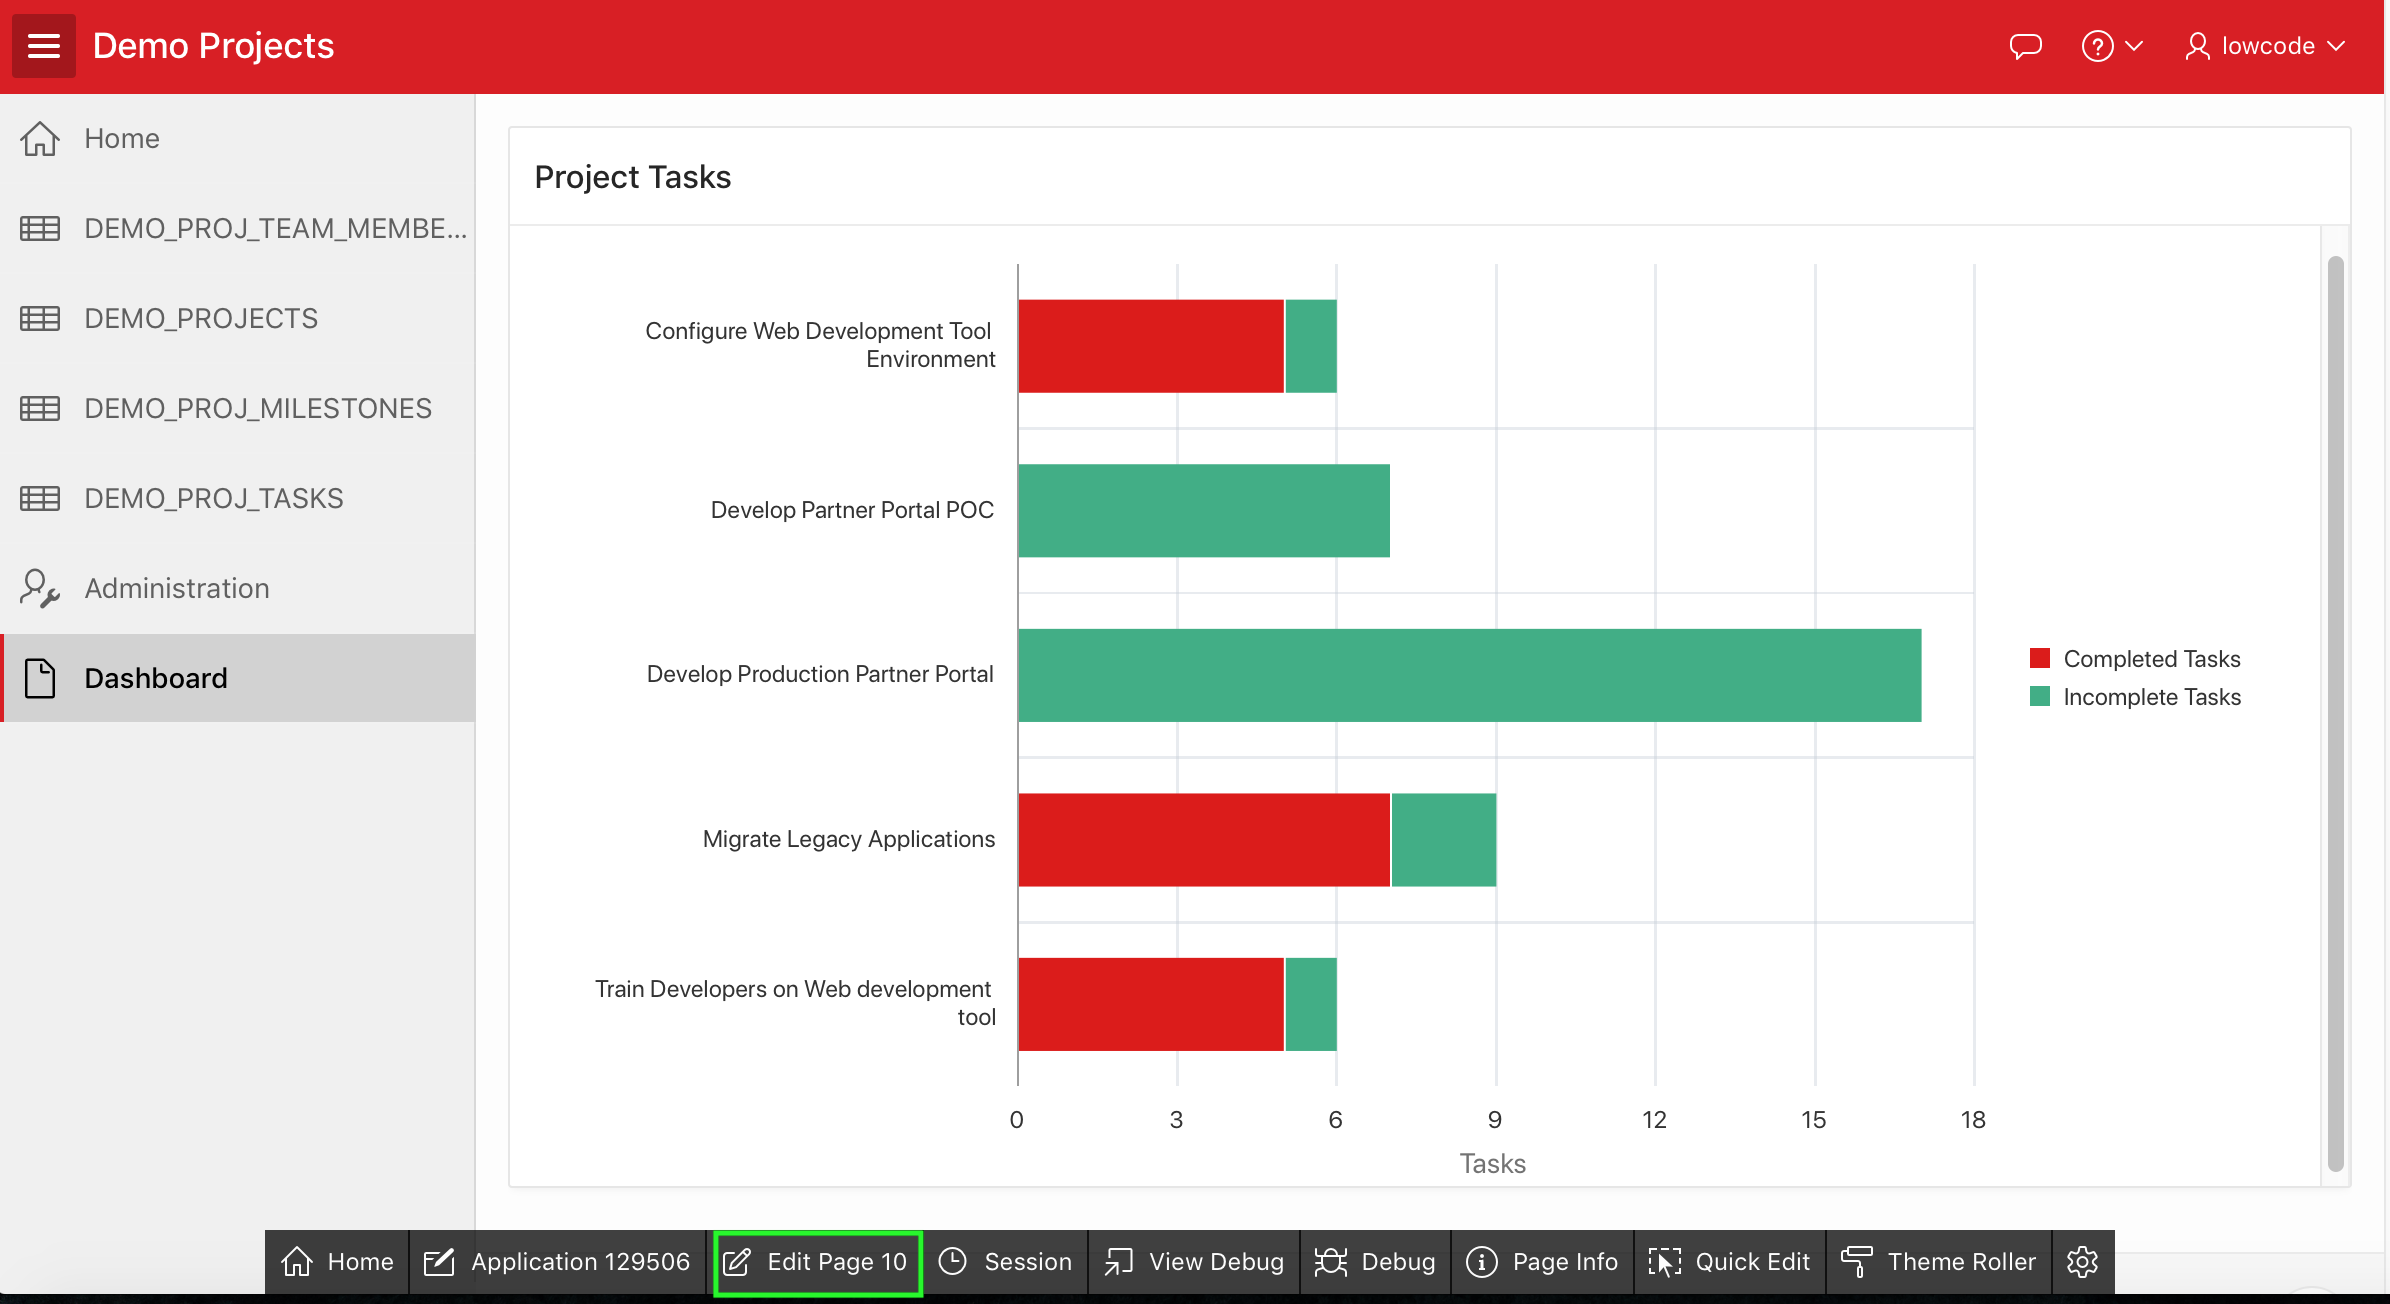 Demo Projects
lowcode
Home
DEMO_PROJ_TEAM_MEMBE...
DEMO_PROJECTS
DEMO_PROJ_MILESTONES
DEMO_PROJ_TASKS
Administration
Dashboard
Project Tasks
Configure Web Development Tool
Environment
Develop Partner Portal POC
Develop Production Partner Portal
Migrate Legacy Applications
Train Developers on Web development
tool
0 3 6 9 12 15 18
Tasks
Completed Tasks
Incomplete Tasks
Home Application 129506 Edit Page 10 Session View Debug Debug Page Info Quick Edit Theme Roller